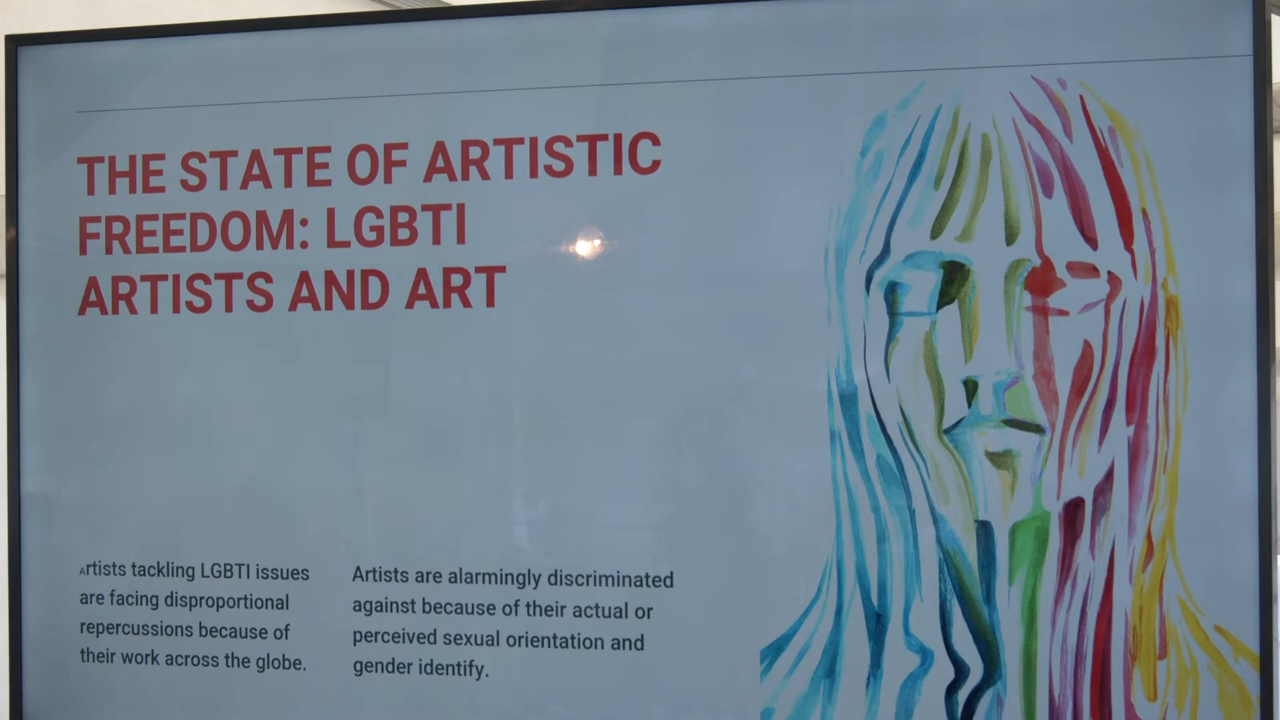 THE STATE OF ARTISTIC
FREEDOM: LGBTI
ARTISTS AND ART
Artists tackling LGBTI issues
are facing disproportional
repercussions because of
their work across the globe.
Artists are alarmingly discriminated
against because of their actual or
perceived sexual orientation and
gender identify.